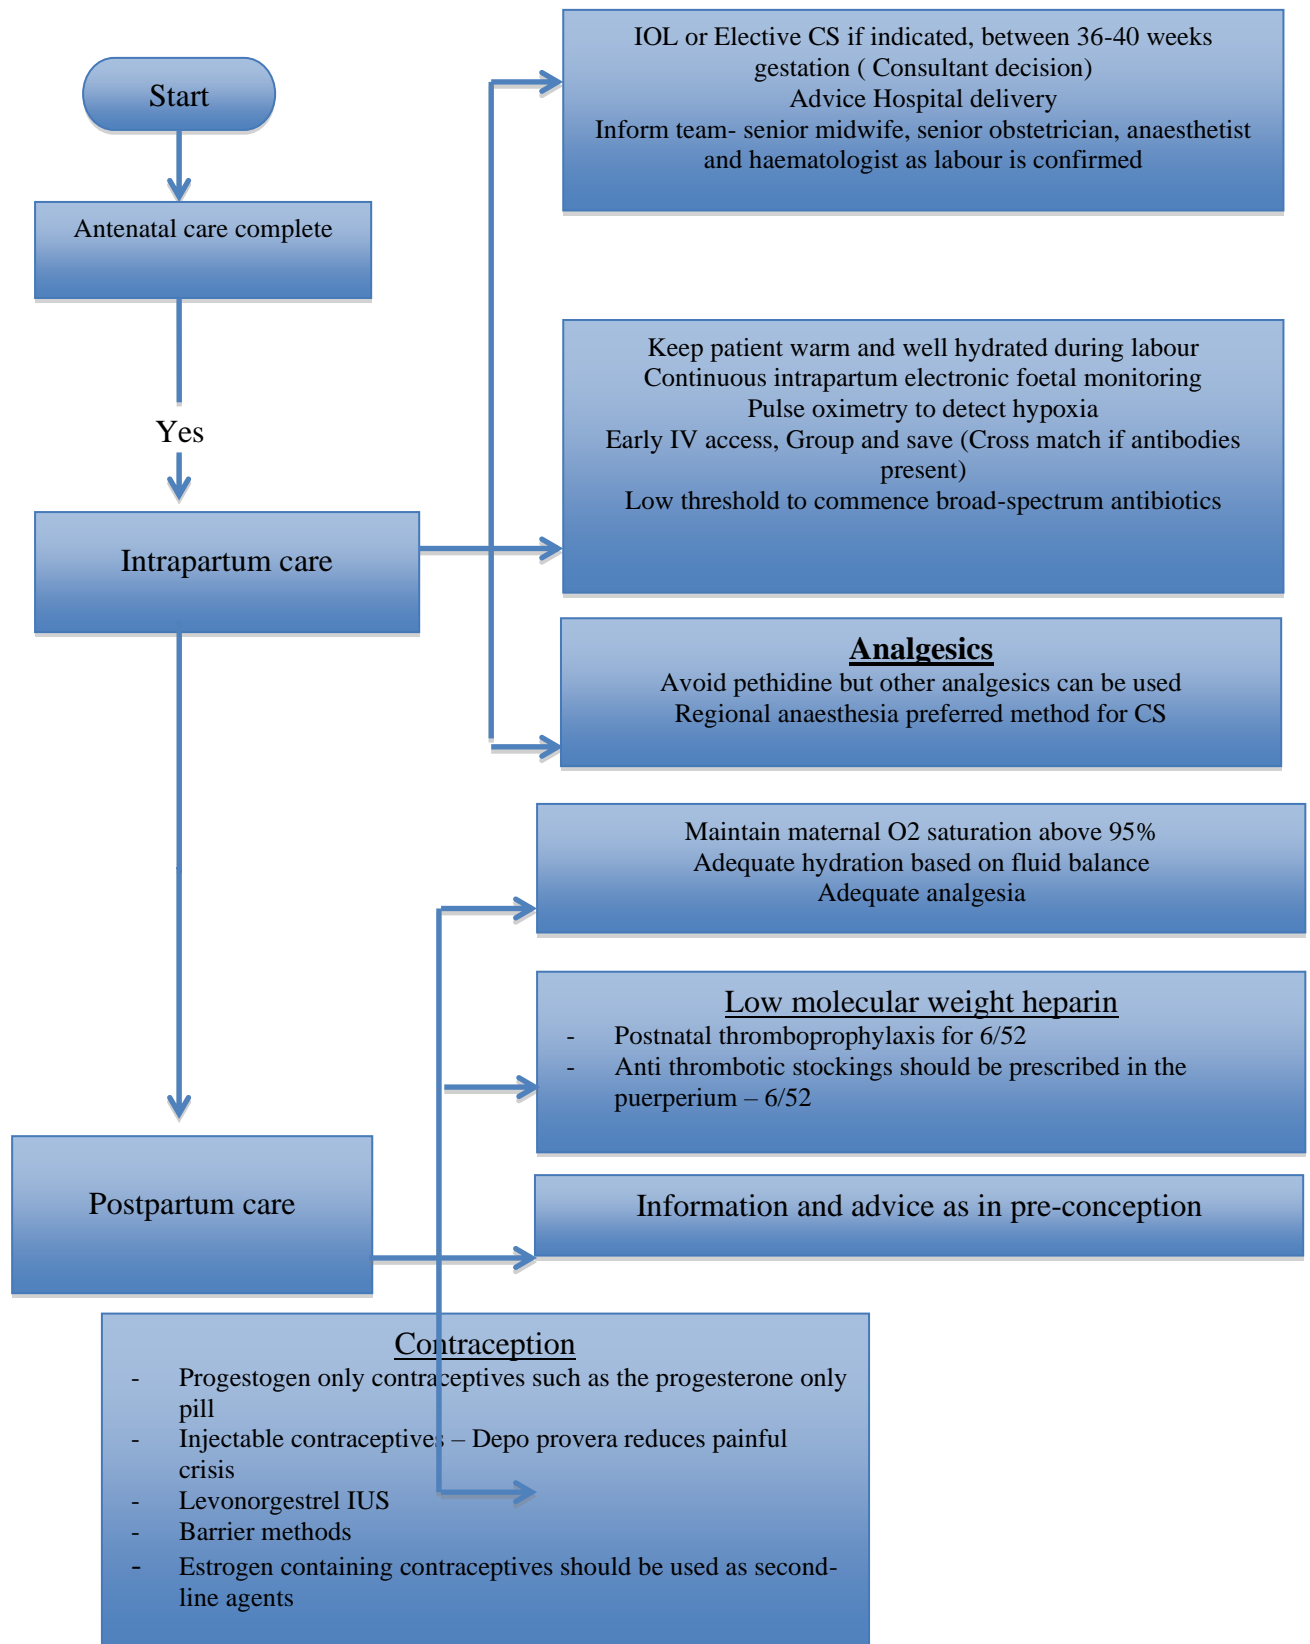 Start
Antenatal care complete
Yes
Intrapartum care
IOL or Elective CS if indicated, between 36-40 weeks
gestation ( Consultant decision)
Advice Hospital delivery
Inform team- senior midwife, senior obstetrician, anaesthetist
and haematologist as labour is confirmed
Keep patient warm and well hydrated during labour
Continuous intrapartum electronic foetal monitoring
Pulse oximetry to detect hypoxia
Early IV access, Group and save (Cross match if antibodies
present)
Low threshold to commence broad-spectrum antibiotics
Analgesics
Avoid pethidine but other analgesics can be used
Regional anaesthesia preferred method for CS
Postpartum care
Maintain maternal O2 saturation above 95%
Adequate hydration based on fluid balance
Adequate analgesia
Low molecular weight heparin
- Postnatal thromboprophylaxis for 6/52
- Anti thrombotic stockings should be prescribed in the
puerperium – 6/52
Information and advice as in pre-conception
Contraception
- Progestogen only contraceptives such as the progesterone only
pill
- Injectable contraceptives – Depo provera reduces painful
crisis
- Levonorgestrel IUS
- Barrier methods
- Estrogen containing contraceptives should be used as second-
line agents